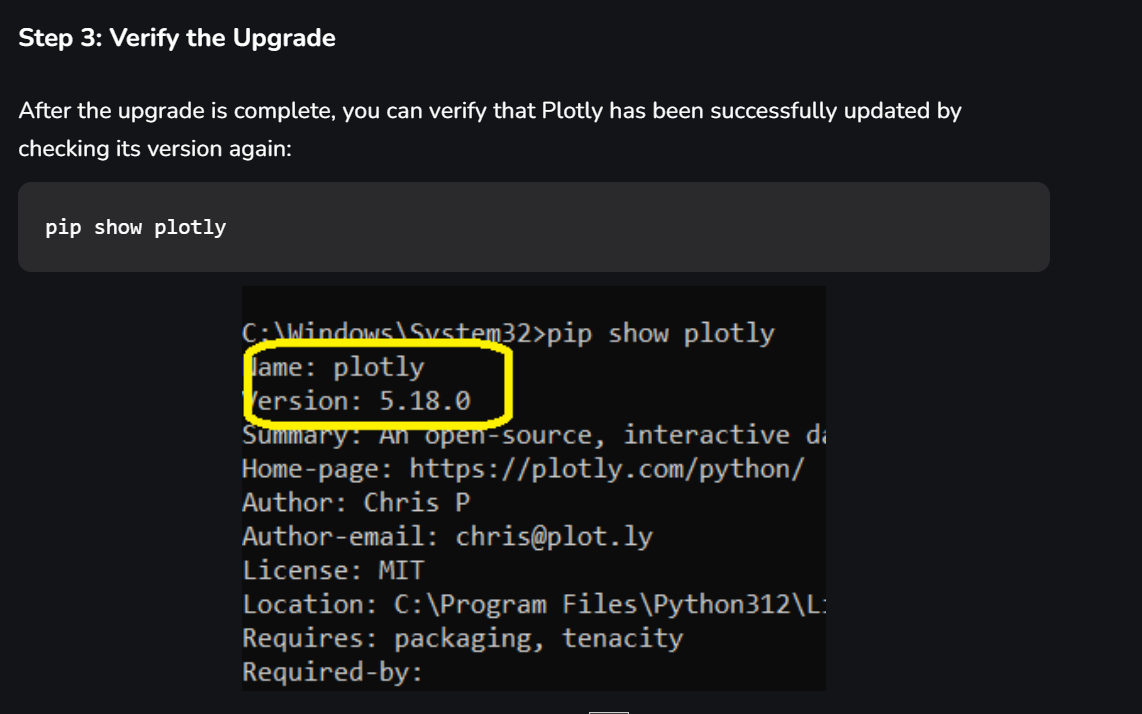 Step 3: Verify the Upgrade
After the upgrade is complete, you can verify that Plotly has been successfully updated by
checking its version again:
pip show plotly
C:\Windows\System32>pip show plotly
Name: plotly
Version: 5.18.0
Summary: An open-source, interactive da
Home-page: https://plotly.com/python/
Author: Chris P
Author-email: chris@plot.ly
License: MIT
Location: C:\Program Files\Python312\Li
Requires: packaging, tenacity
Required-by: